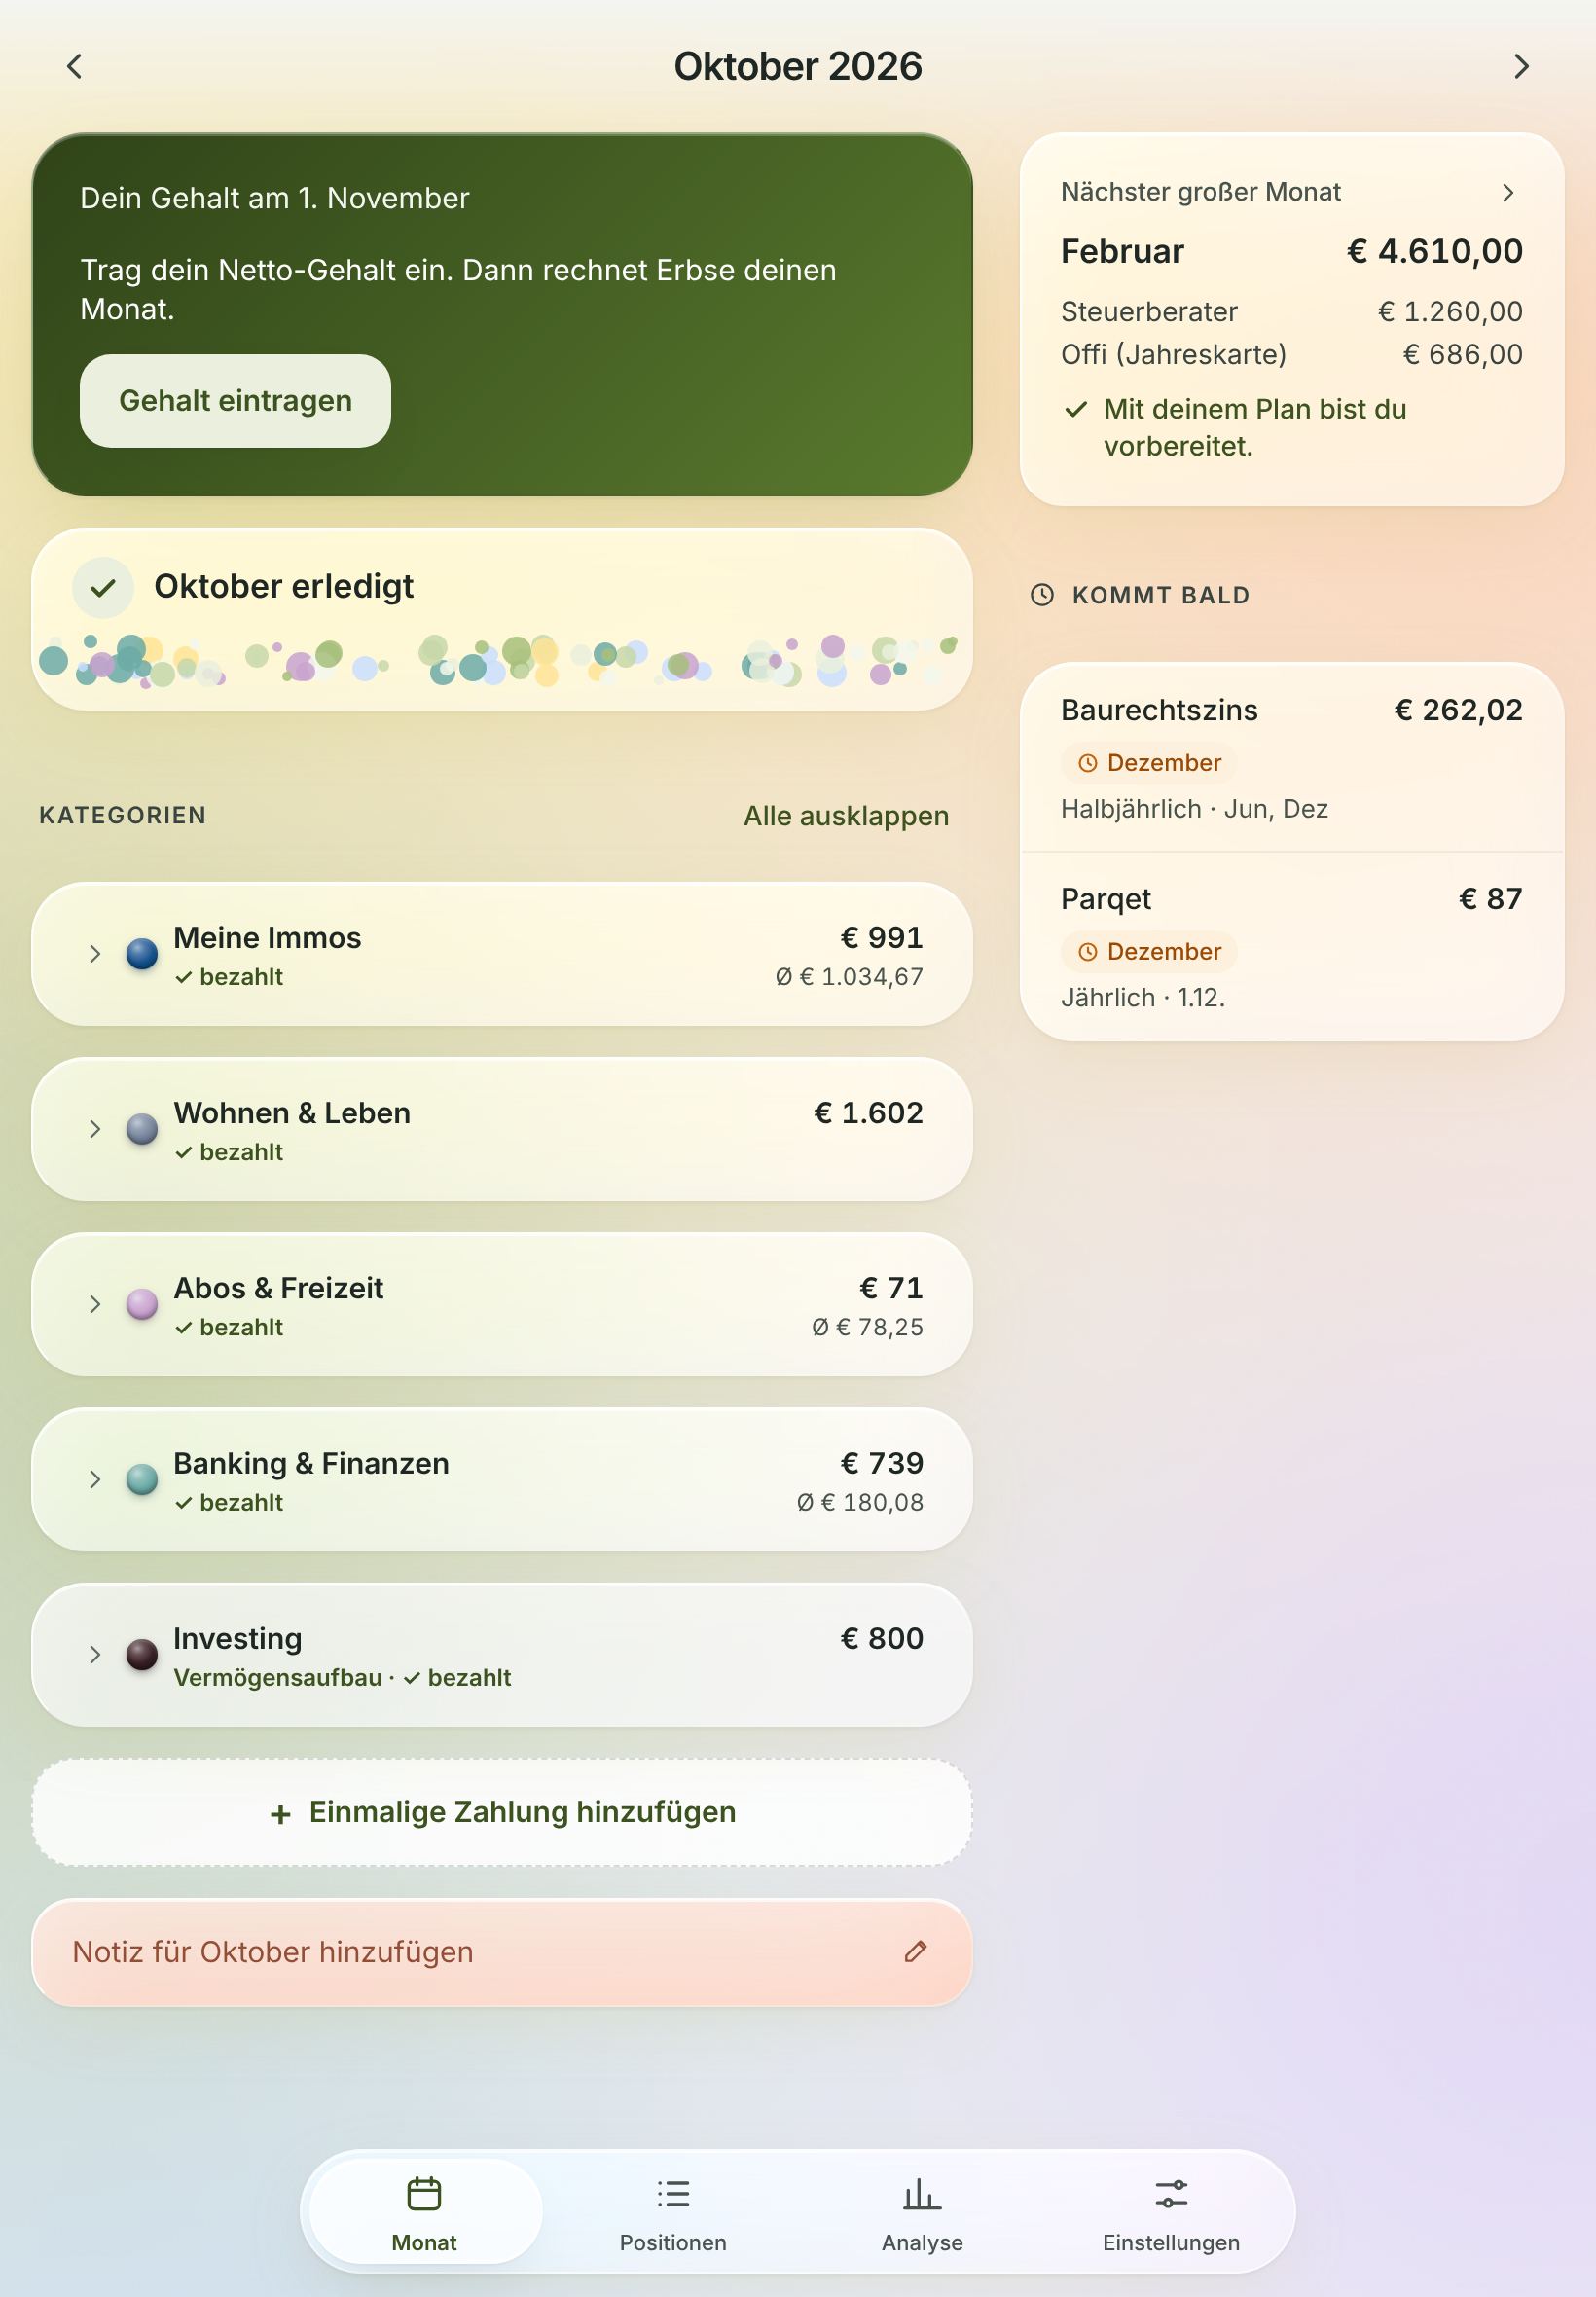 Oktober 2026
Dein Gehalt am 1. November
Trag dein Netto-Gehalt ein. Dann rechnet Erbse deinen
Monat.
Gehalt eintragen
Oktober erledigt
KATEGORIEN
Alle ausklappen
Meine Immos
€ 991
✓ bezahlt
Ø € 1.034,67
Wohnen & Leben
€ 1.602
✓ bezahlt
Abos & Freizeit
€ 71
✓ bezahlt
Ø € 78,25
Banking & Finanzen
€ 739
✓ bezahlt
Ø € 180,08
Investing
€ 800
Vermögensaufbau · ✓ bezahlt
+ Einmalige Zahlung hinzufügen
Notiz für Oktober hinzufügen
Nächster großer Monat
Februar
€ 4.610,00
Steuerberater
€ 1.260,00
Offi (Jahreskarte)
€ 686,00
✓ Mit deinem Plan bist du
vorbereitet.
KOMMT BALD
Baurechtszins
€ 262,02
Dezember
Halbjährlich · Jun, Dez
Parqet
€ 87
Dezember
Jährlich · 1.12.
Monat
Positionen
Analyse
Einstellungen